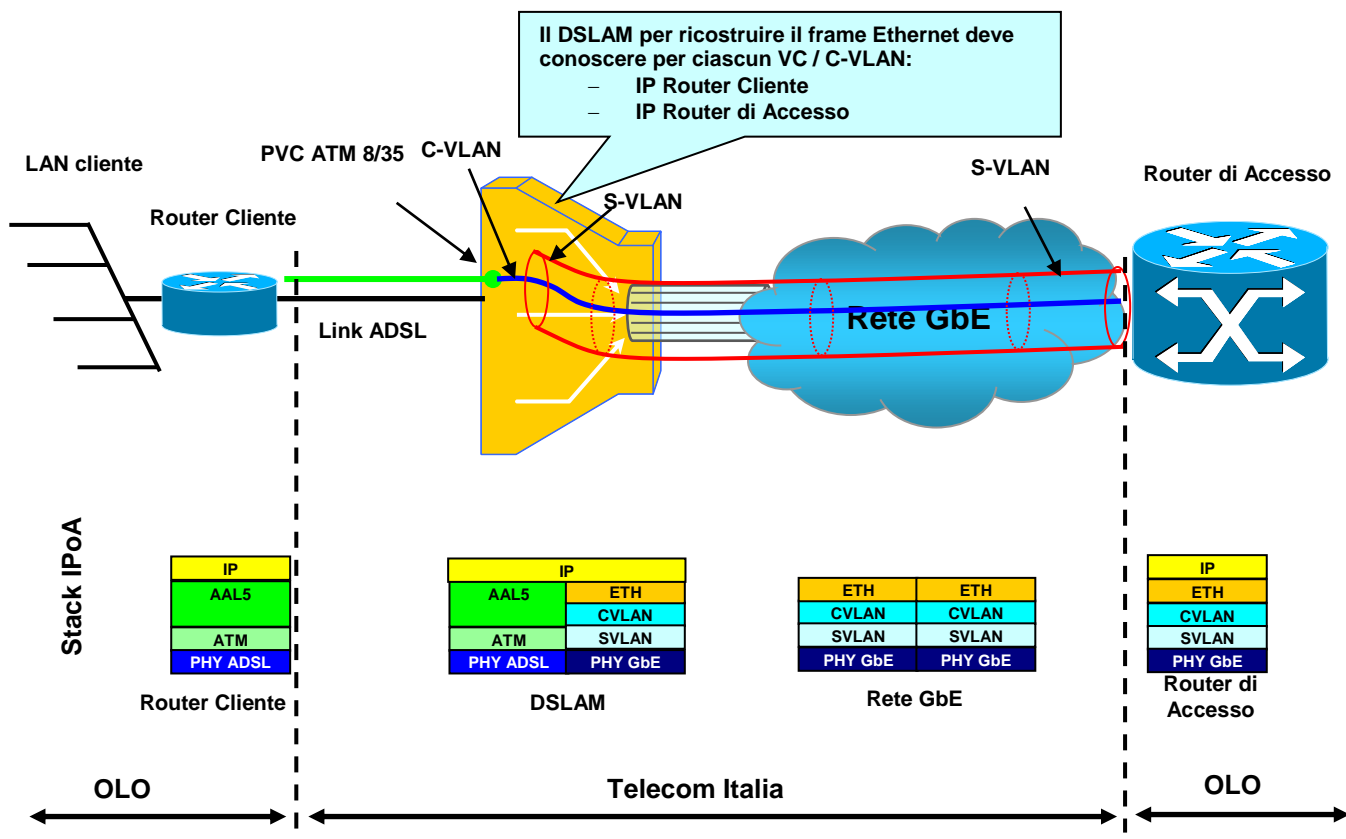 Il DSLAM per ricostruire il frame Ethernet deve
conoscere per ciascun VC / C-VLAN:
– IP Router Cliente
– IP Router di Accesso
LAN cliente
PVC ATM 8/35
C-VLAN
S-VLAN
S-VLAN
Router di Accesso
Router Cliente
Link ADSL
Rete GbE
Stack IPoA
IP
AAL5
ATM
PHY ADSL
Router Cliente
IP
AAL5
ATM
PHY ADSL
ETH
CVLAN
SVLAN
PHY GbE
DSLAM
ETH
CVLAN
SVLAN
PHY GbE
ETH
CVLAN
SVLAN
PHY GbE
Rete GbE
IP
ETH
CVLAN
SVLAN
PHY GbE
Router di
Accesso
OLO
Telecom Italia
OLO